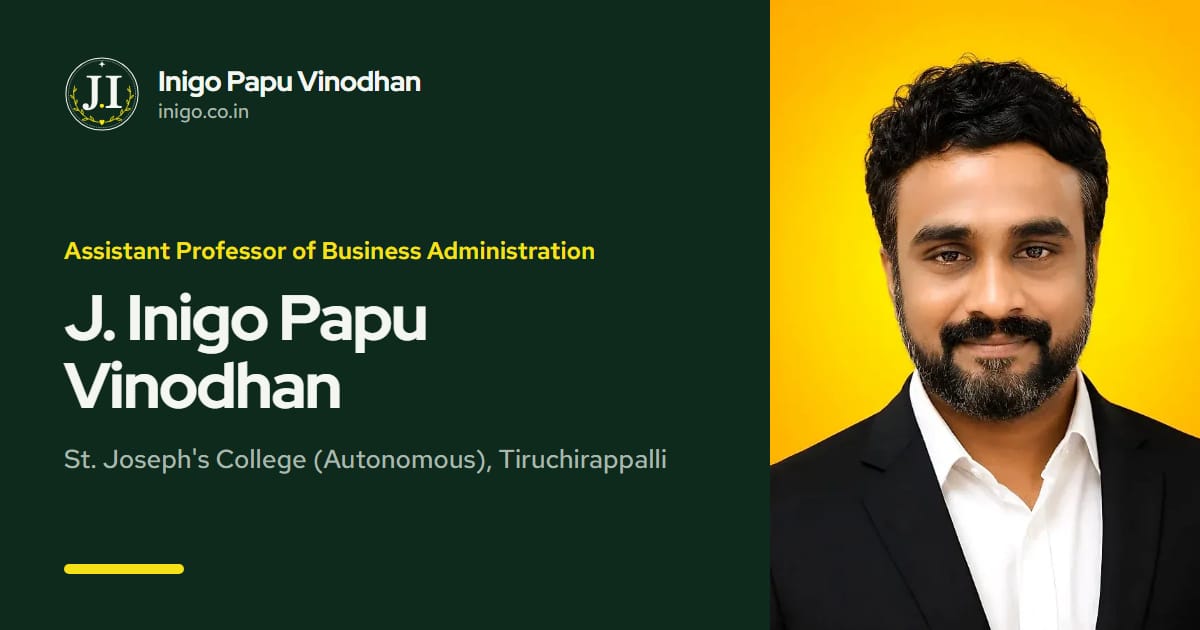 J.I
Inigo Papu Vinodhan
inigo.co.in
Assistant Professor of Business Administration
J. Inigo Papu
Vinodhan
St. Joseph's College (Autonomous), Tiruchirappalli